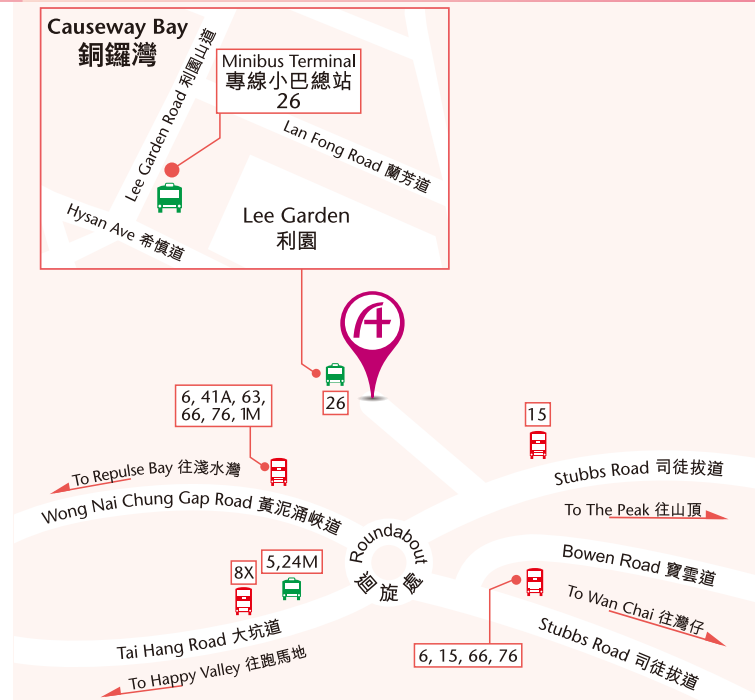 Causeway Bay
銅鑼灣
Minibus Terminal
專線小巴總站
26
Lee Garden Road 利園山道
Lan Fong Road 蘭芳道
Hysan Ave 希慎道
Lee Garden
利園
26
6, 41A, 63,
66, 76, 1M
15
To Repulse Bay 往淺水灣
Wong Nai Chung Gap Road 黃泥涌峽道
Stubbs Road 司徒拔道
To The Peak 往山頂
Roundabout
迴旋處
Bowen Road 寶雲道
8X
5,24M
To Wan Chai 往灣仔
Stubbs Road 司徒拔道
Tai Hang Road 大坑道
To Happy Valley 往跑馬地
6, 15, 66, 76